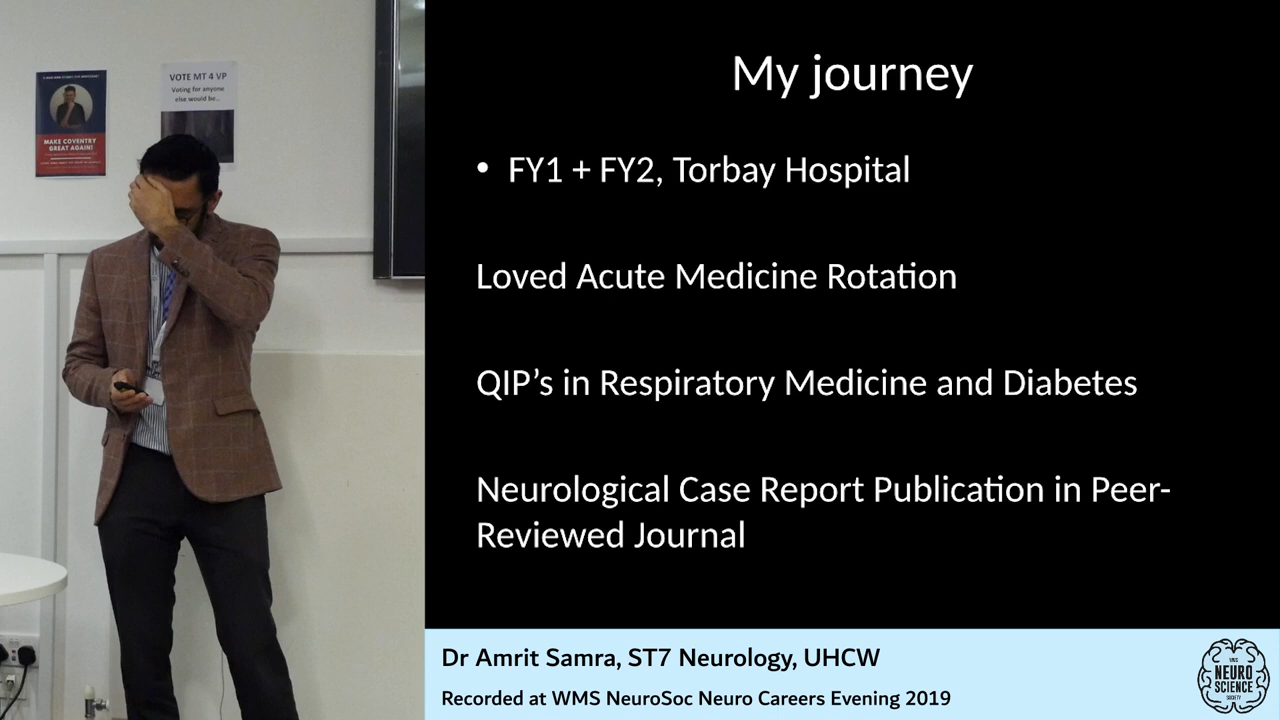 VOTE MT 4 VP
Voting for anyone
else would be...
MAKE COVENTRY
GREAT AGAIN!
My journey
• FY1 + FY2, Torbay Hospital
Loved Acute Medicine Rotation
QIP’s in Respiratory Medicine and Diabetes
Neurological Case Report Publication in Peer-
Reviewed Journal
Dr Amrit Samra, ST7 Neurology, UHCW
Recorded at WMS NeuroSoc Neuro Careers Evening 2019
WMS
NEURO
SCIENCE
SOCIETY